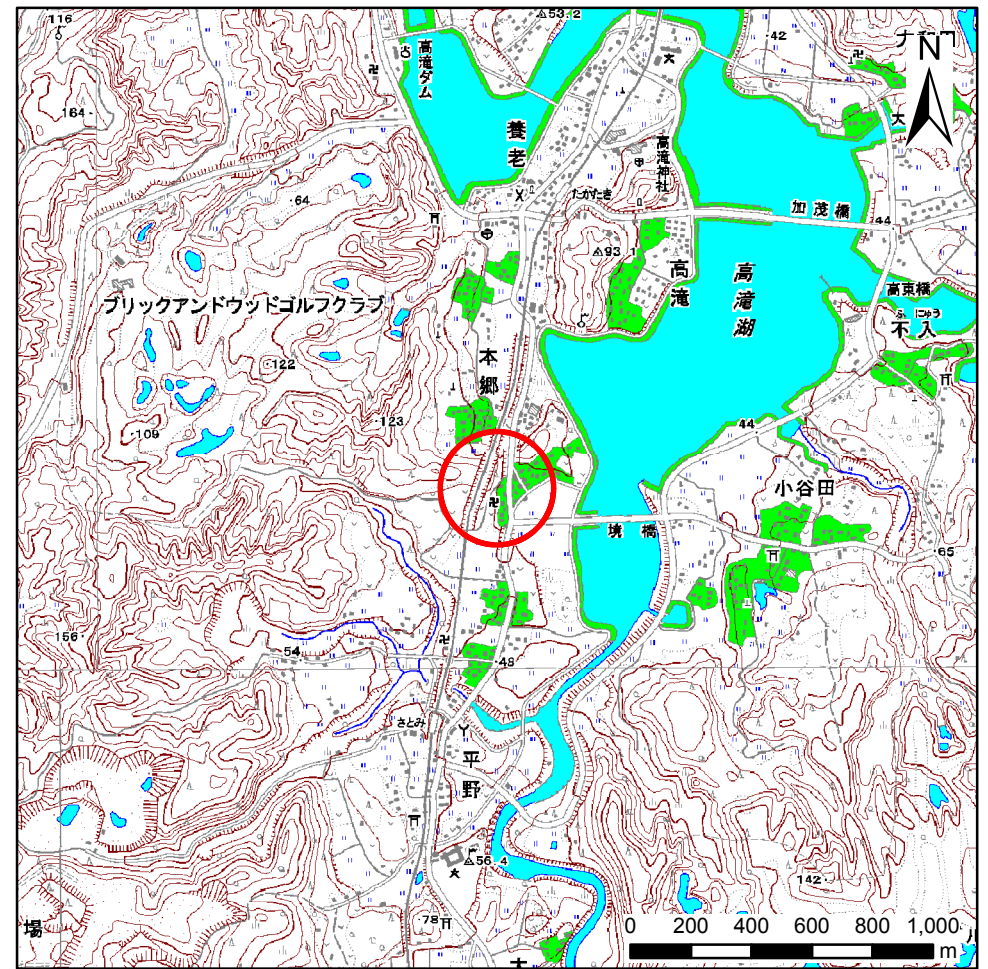 116
53.2
42
N
高滝ダム
164
養老
大
高滝神社
64
たかたき
加茂橋
44
93.1
高滝
高滝湖
高東橋
ブリックアンドウッドゴルフクラブ
ふにゅう
不入
本郷
122
123
109
44
小谷田
境橋
65
156
54
48
さとみ
平野
56.4
142
78
場
0 200 400 600 800 1,000
m